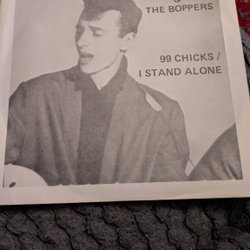 &
THE BOPPERS
99 CHICKS /
I STAND ALONE